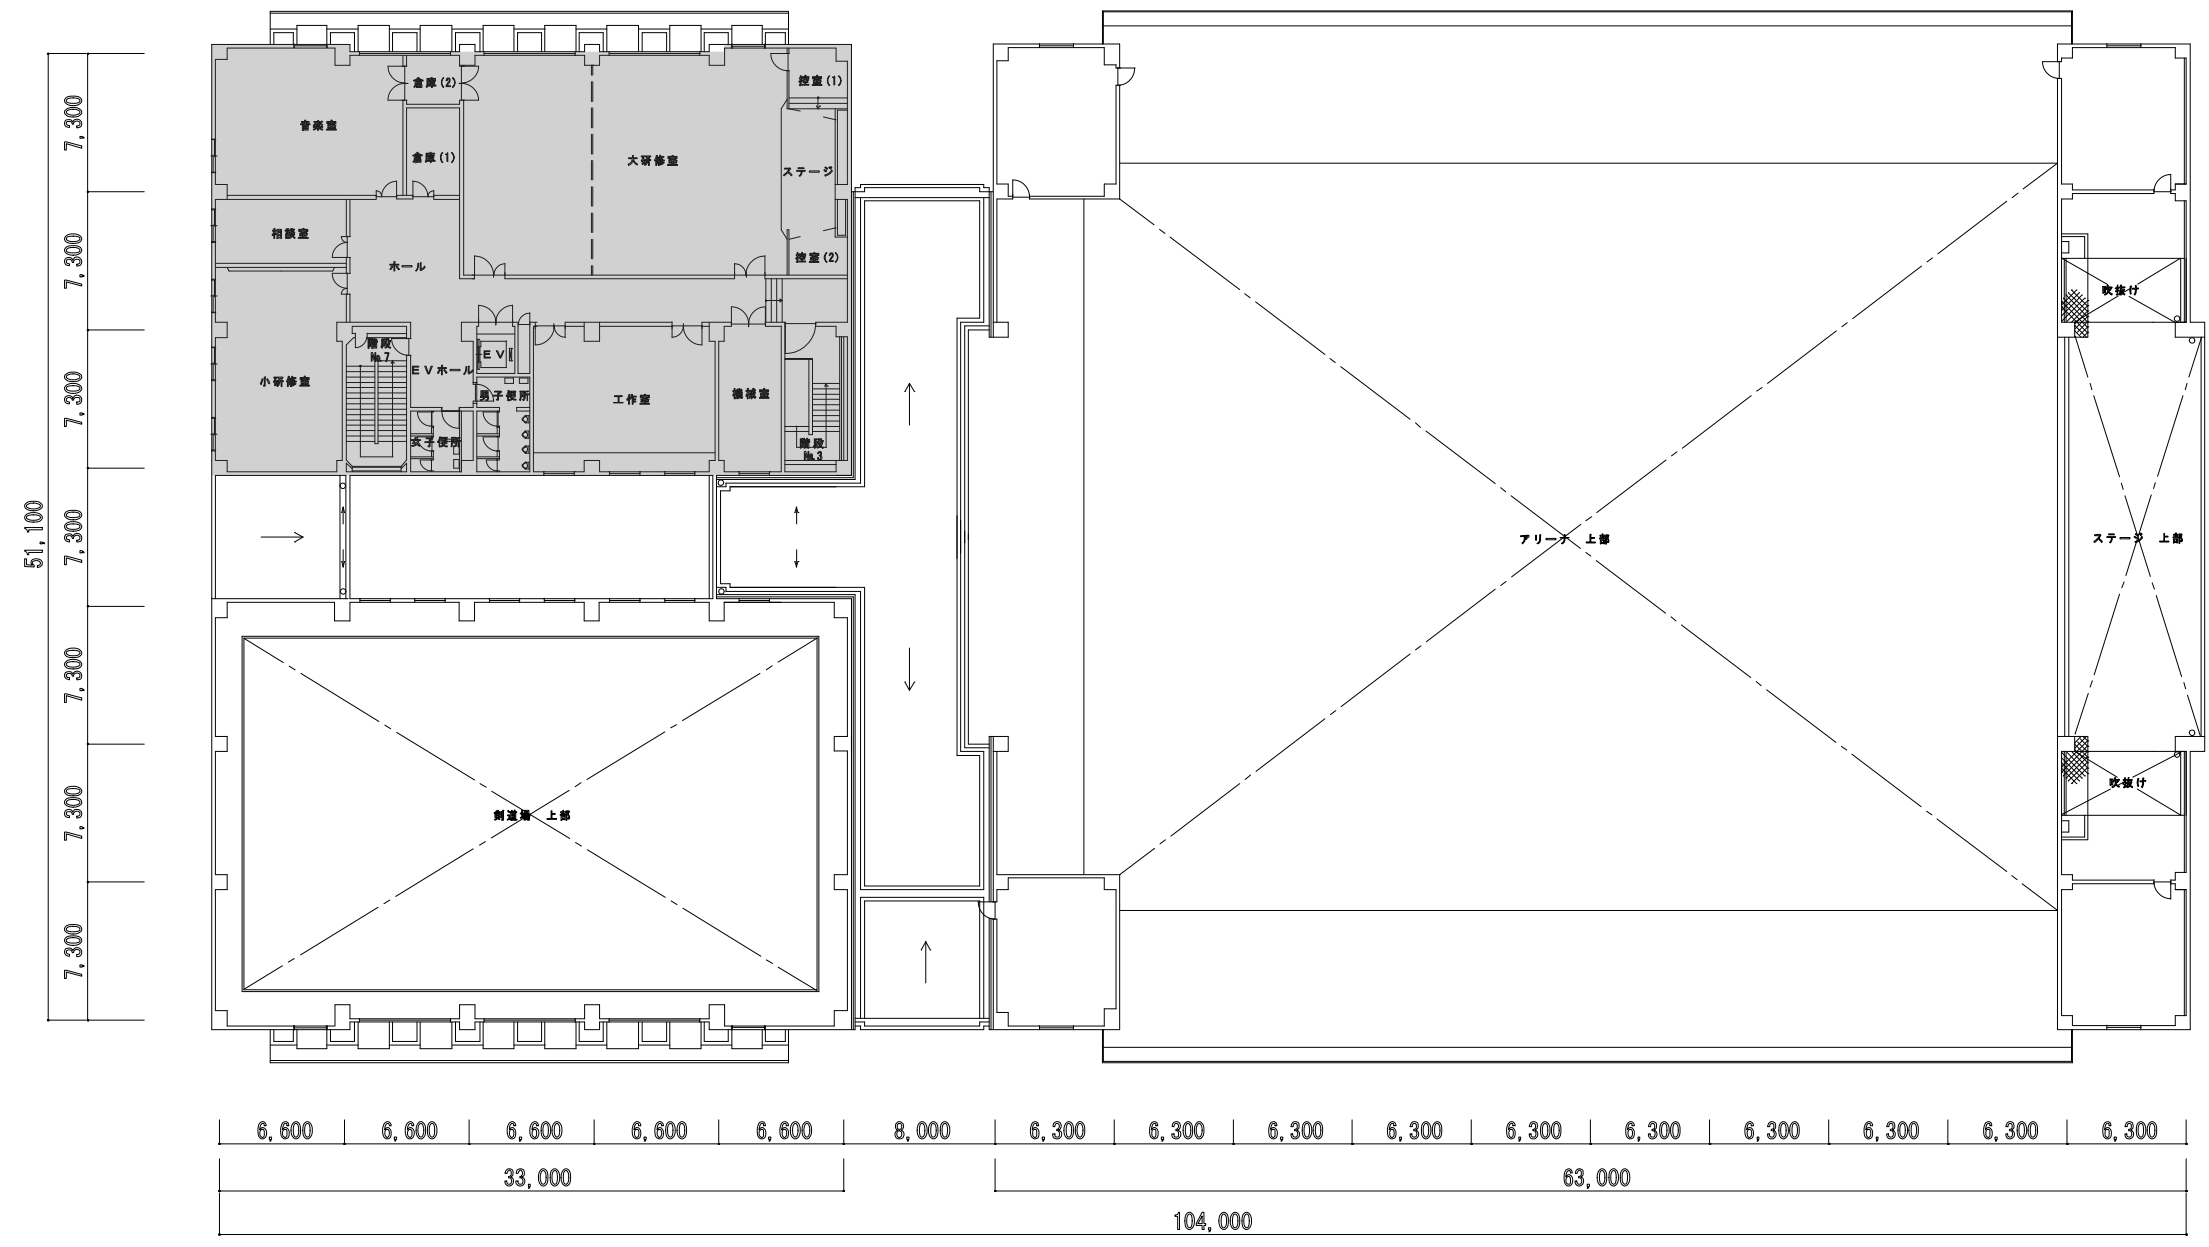 倉庫(2)
控室(1)
音楽室
倉庫(1)
大研修室
ステージ
相談室
ホール
控室(2)
吹抜け
階段
№7
EV
EVホール
小研修室
男子便所
工作室
機械室
女子便所
階段
№3
アリーナ 上部
ステージ 上部
吹抜け
剣道場 上部
7,300
7,300
7,300
7,300
7,300
7,300
7,300
51,100
6,600
6,600
6,600
6,600
6,600
8,000
6,300
6,300
6,300
6,300
6,300
6,300
6,300
6,300
6,300
6,300
33,000
63,000
104,000